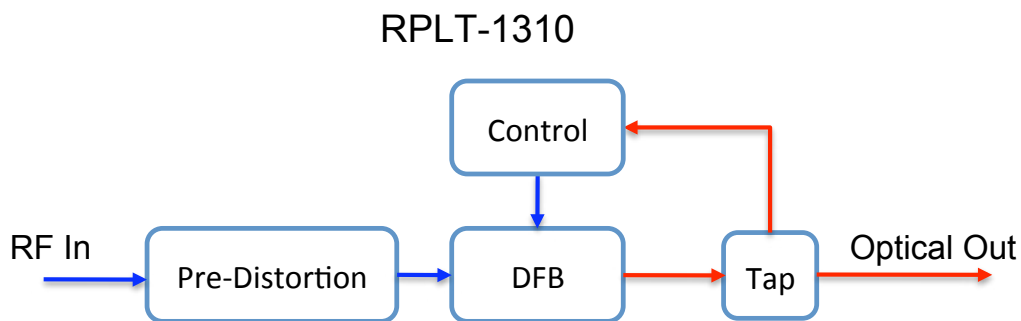 RPLT-1310
Control
RF In
Pre-Distortion
DFB
Tap
Optical Out